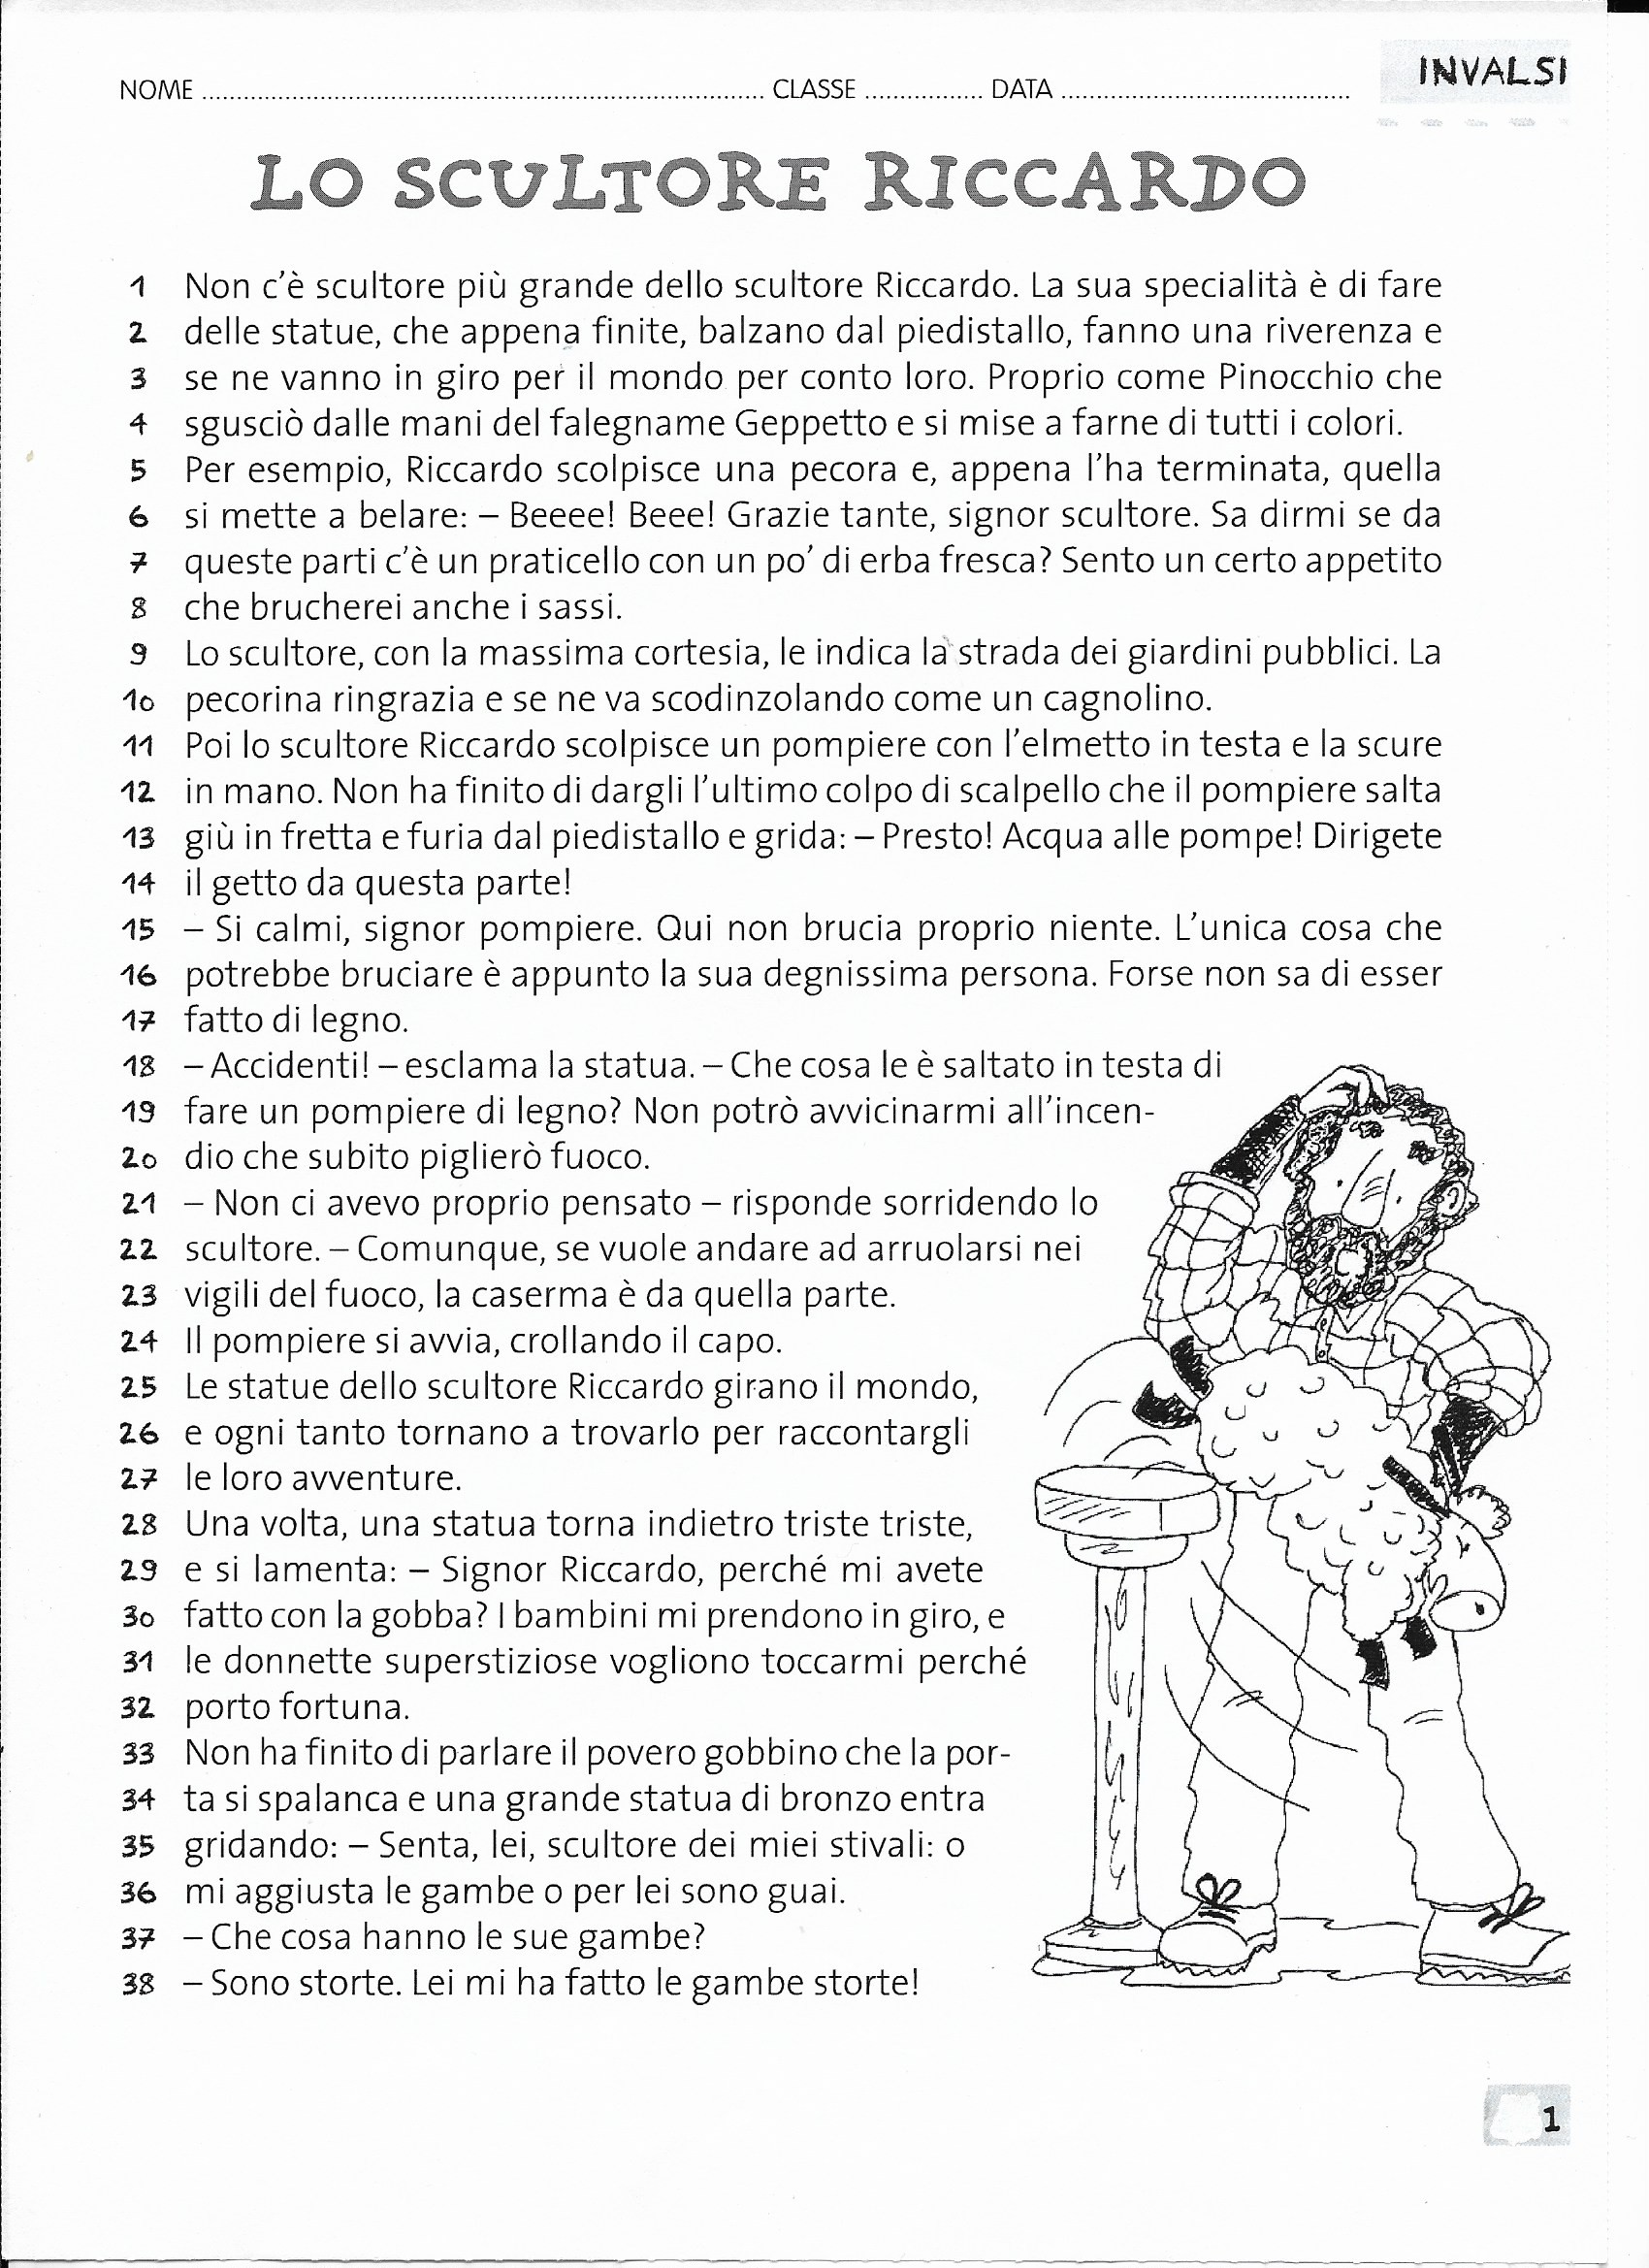 INVALSI
NOME ........................................ CLASSE ................ DATA ........................................
LO SCULTORE RICCARDO
1 Non c'è scultore più grande dello scultore Riccardo. La sua specialità è di fare
2 delle statue, che appena finite, balzano dal piedistallo, fanno una riverenza e
3 se ne vanno in giro per il mondo per conto loro. Proprio come Pinocchio che
4 sgusciò dalle mani del falegname Geppetto e si mise a farne di tutti i colori.
5 Per esempio, Riccardo scolpisce una pecora e, appena l'ha terminata, quella
6 si mette a belare: – Beeee! Beee! Grazie tante, signor scultore. Sa dirmi se da
7 queste parti c'è un praticello con un po' di erba fresca? Sento un certo appetito
8 che brucherei anche i sassi.
9 Lo scultore, con la massima cortesia, le indica la strada dei giardini pubblici. La
10 pecorina ringrazia e se ne va scodinzolando come un cagnolino.
11 Poi lo scultore Riccardo scolpisce un pompiere con l'elmetto in testa e la scure
12 in mano. Non ha finito di dargli l'ultimo colpo di scalpello che il pompiere salta
13 giù in fretta e furia dal piedistallo e grida: – Presto! Acqua alle pompe! Dirigete
14 il getto da questa parte!
15 – Si calmi, signor pompiere. Qui non brucia proprio niente. L'unica cosa che
16 potrebbe bruciare è appunto la sua degnissima persona. Forse non sa di esser
17 fatto di legno.
18 – Accidenti! – esclama la statua. – Che cosa le è saltato in testa di
19 fare un pompiere di legno? Non potrò avvicinarmi all'incen-
20 dio che subito piglierò fuoco.
21 – Non ci avevo proprio pensato – risponde sorridendo lo
22 scultore. – Comunque, se vuole andare ad arruolarsi nei
23 vigili del fuoco, la caserma è da quella parte.
24 Il pompiere si avvia, crollando il capo.
25 Le statue dello scultore Riccardo girano il mondo,
26 e ogni tanto tornano a trovarlo per raccontargli
27 le loro avventure.
28 Una volta, una statua torna indietro triste triste,
29 e si lamenta: – Signor Riccardo, perché mi avete
30 fatto con la gobba? I bambini mi prendono in giro, e
31 le donnette superstiziose vogliono toccarmi perché
32 porto fortuna.
33 Non ha finito di parlare il povero gobbino che la por-
34 ta si spalanca e una grande statua di bronzo entra
35 gridando: – Senta, lei, scultore dei miei stivali: o
36 mi aggiusta le gambe o per lei sono guai.
37 – Che cosa hanno le sue gambe?
38 – Sono storte. Lei mi ha fatto le gambe storte!
1